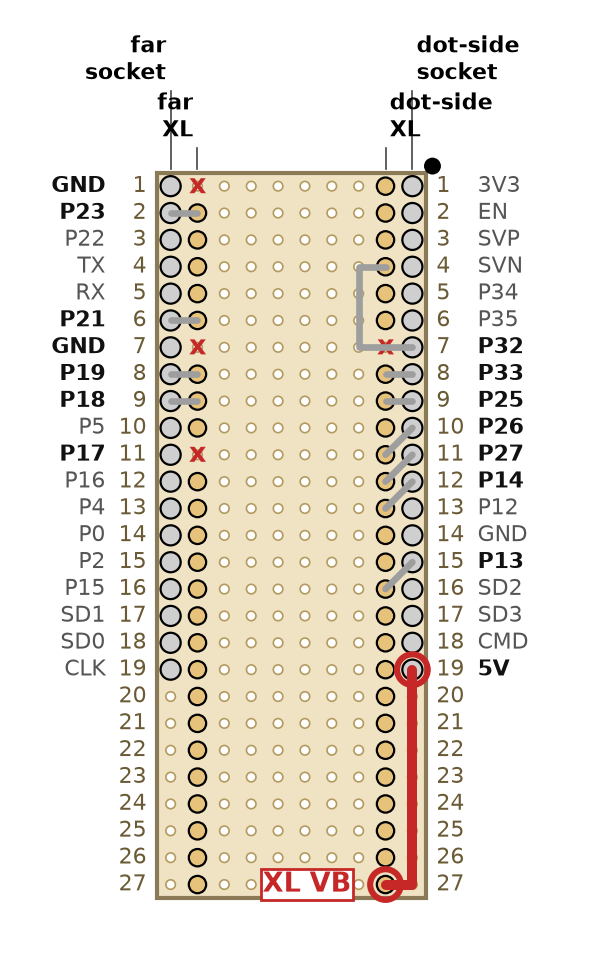 far
socket
dot-side
socket
far
XL
dot-side
XL
GND 1 X 1 3V3
P23 2 2 EN
P22 3 3 SVP
TX 4 4 SVN
RX 5 5 P34
P21 6 6 P35
GND 7 X X 7 P32
P19 8 8 P33
P18 9 9 P25
P5 10 10 P26
P17 11 X 11 P27
P16 12 12 P14
P4 13 13 P12
P0 14 14 GND
P2 15 15 P13
P15 16 16 SD2
SD1 17 17 SD3
SD0 18 18 CMD
CLK 19 19 5V
20 20
21 21
22 22
23 23
24 24
25 25
26 26
27 XL VB 27